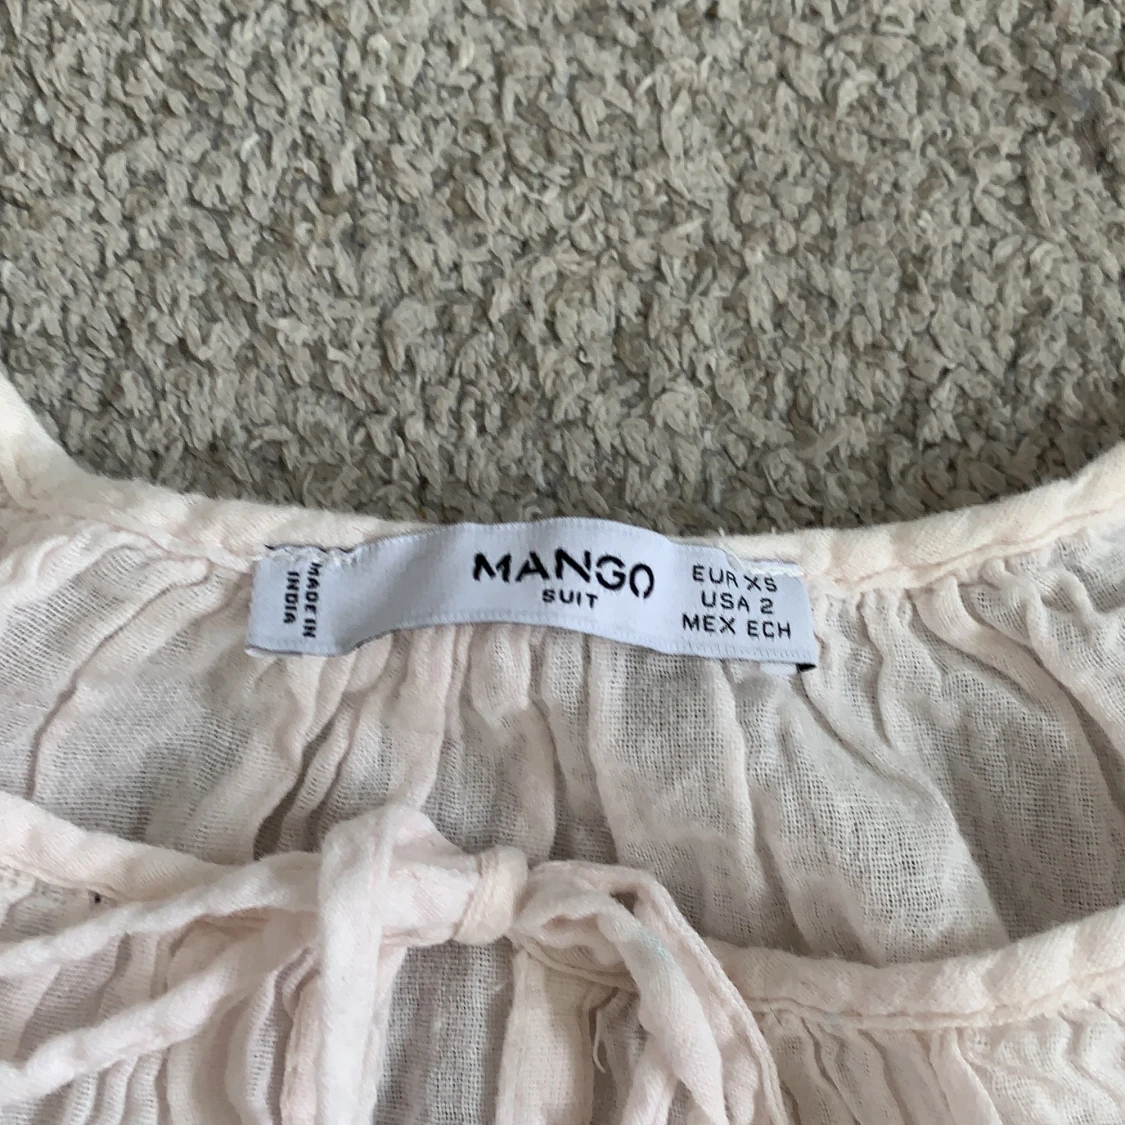 MADE IN
INDIA
MANGO
SUIT
EUR XS
USA 2
MEX ECH